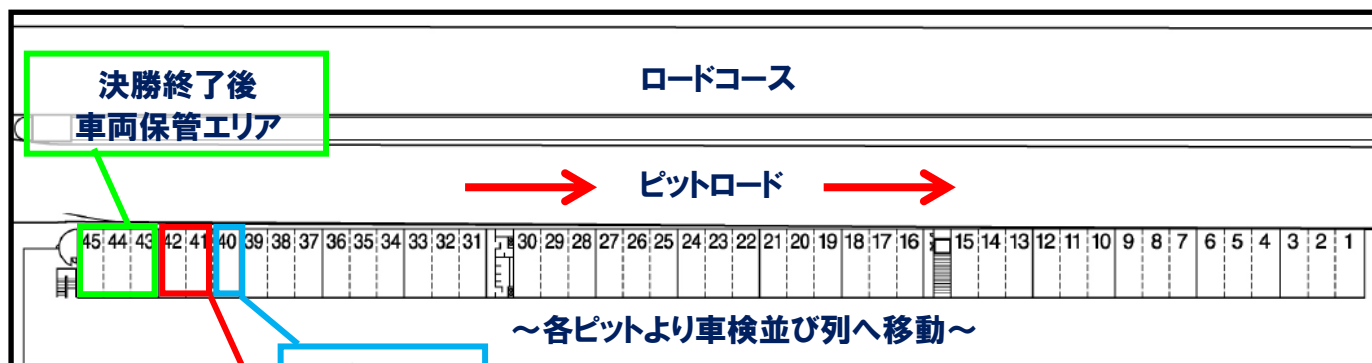 ロードコース
決勝終了後
車両保管エリア
ピットロード
45 44 43 42 41 40 39 38 37 36 35 34 33 32 31 30 29 28 27 26 25 24 23 22 21 20 19 18 17 16 15 14 13 12 11 10 9 8 7 6 5 4 3 2 1
～各ピットより車検並び列へ移動～